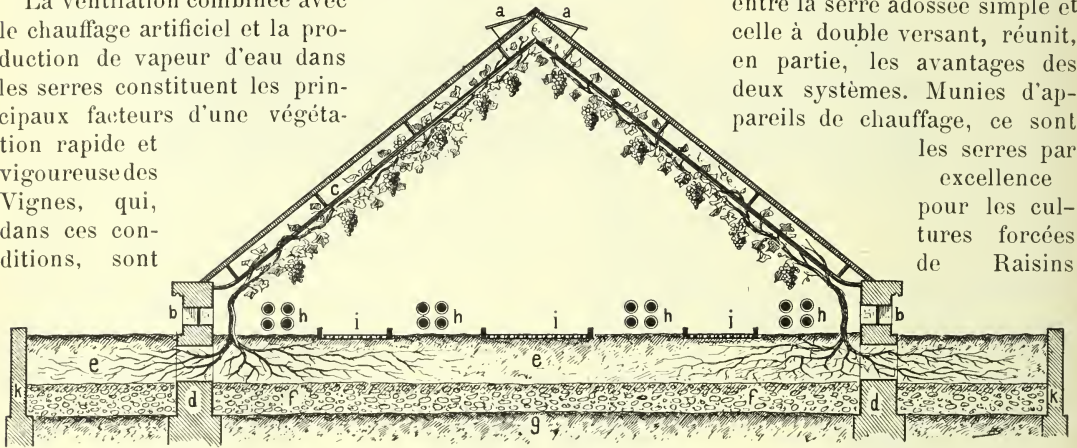 La ventilation combinée avec
le chauffage artificiel et la pro-
duction de vapeur d'eau dans
les serres constituent les prin-
cipaux facteurs d'une végéta-
tion rapide et
vigoureuse des
Vignes, qui,
dans ces con-
ditions, sont
entre la serre adossée simple et
celle à double versant, réunit,
en partie, les avantages des
deux systèmes. Munies d'ap-
pareils de chauffage, ce sont
les serres par
excellence
pour les cul-
tures forcées
de Raisins
a a
c
b b
h i h i h j h
e e
k d f f d k
g